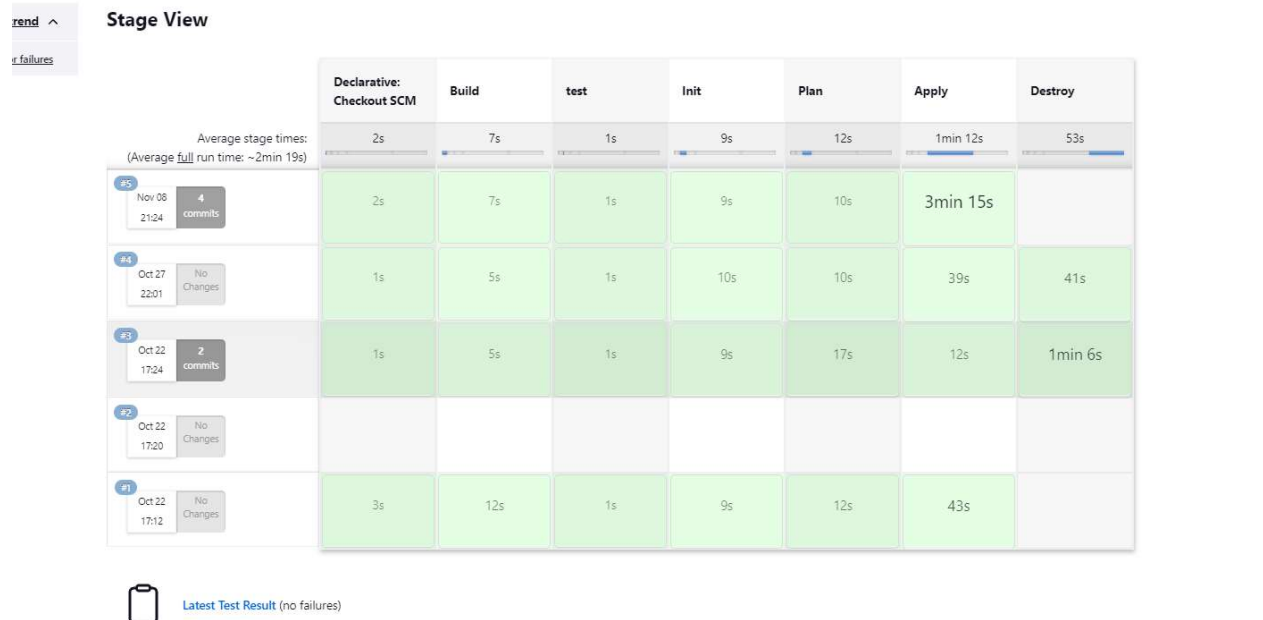 trend
Stage View
r failures
Declarative:
Checkout SCM
Build
test
Init
Plan
Apply
Destroy
Average stage times:
(Average full run time: ~2min 19s)
2s
7s
1s
9s
12s
1min 12s
53s
#5
Nov 08
21:24
4
commits
2s
7s
1s
9s
10s
3min 15s
#4
Oct 27
22:01
No
Changes
1s
5s
1s
10s
10s
39s
41s
#3
Oct 22
17:24
2
commits
1s
5s
1s
9s
17s
12s
1min 6s
#2
Oct 22
17:20
No
Changes
#1
Oct 22
17:12
No
Changes
3s
12s
1s
9s
12s
43s
Latest Test Result (no failures)